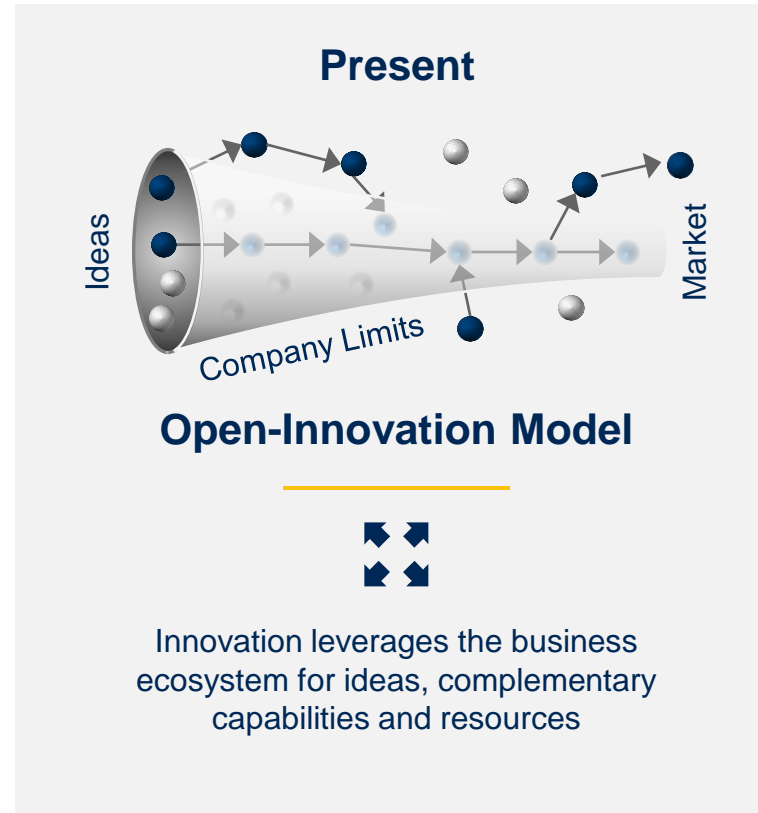 Present
Ideas
Market
Company Limits
Open-Innovation Model
Innovation leverages the business
ecosystem for ideas, complementary
capabilities and resources